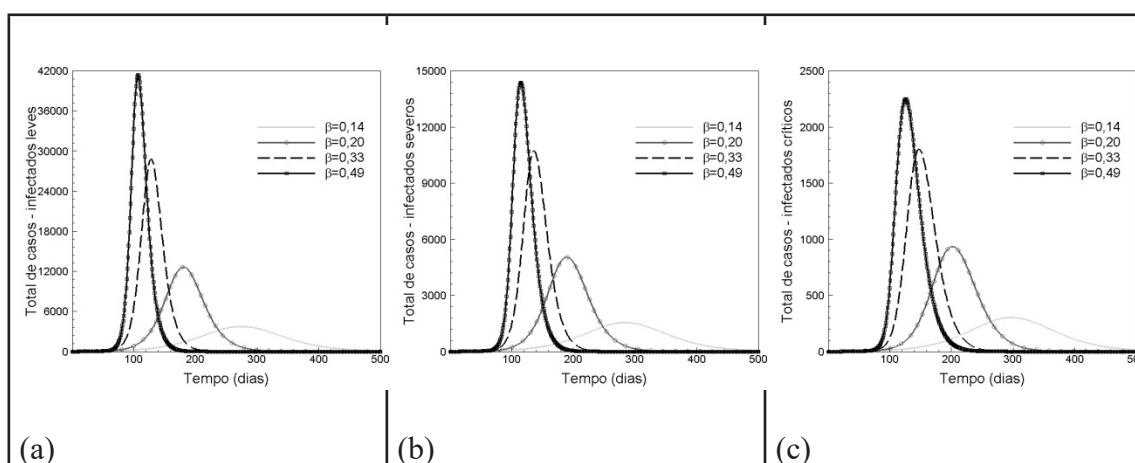 Total de casos - infectados leves
42000
36000
30000
24000
18000
12000
6000
0
100
200
300
400
500
Tempo (dias)
β=0,14
β=0,20
β=0,33
β=0,49
(a)
Total de casos - infectados severos
15000
12000
9000
6000
3000
0
100
200
300
400
500
Tempo (dias)
β=0,14
β=0,20
β=0,33
β=0,49
(b)
Total de casos - infectados críticos
2500
2000
1500
1000
500
0
100
200
300
400
500
Tempo (dias)
β=0,14
β=0,20
β=0,33
β=0,49
(c)